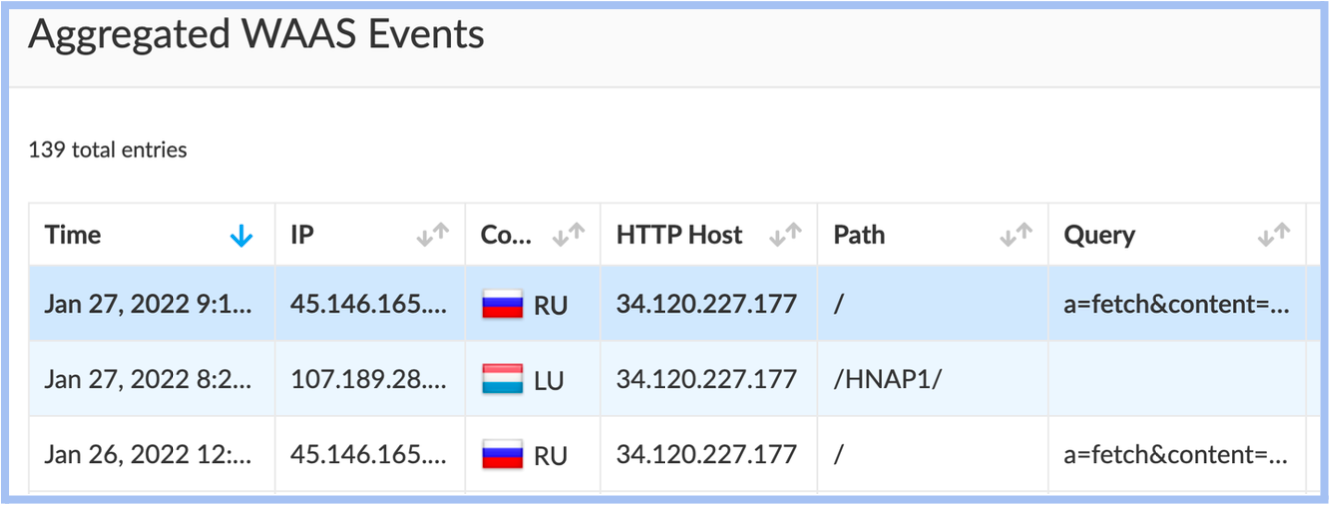 Aggregated WAAS Events
139 total entries
Time IP Co... HTTP Host Path Query
Jan 27, 2022 9:1... 45.146.165.... RU 34.120.227.177 / a=fetch&content=...
Jan 27, 2022 8:2... 107.189.28.... LU 34.120.227.177 /HNAP1/
Jan 26, 2022 12:... 45.146.165.... RU 34.120.227.177 / a=fetch&content=...